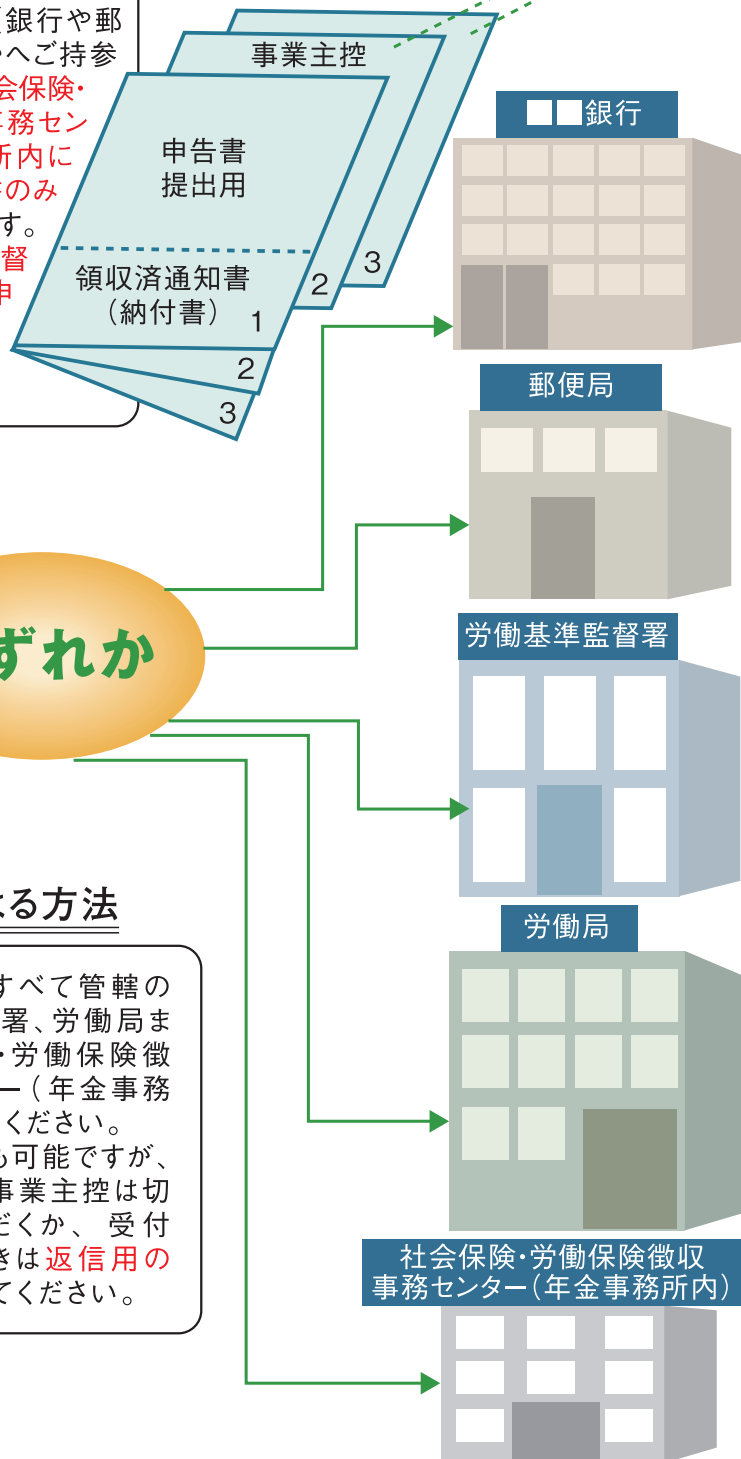 銀行や郵
へご持参
会保険・
事務セン
所内に
のみ
す。
督
申
事業主控
申告書
提出用
領収済通知書
（納付書）
1
2
3
2
3
□□銀行
郵便局
労働基準監督署
労働局
社会保険・労働保険徴収
事務センター（年金事務所内）
ずれか
よる方法
すべて管轄の
署、労働局ま
・労働保険徴
ー（年金事務
ください。
も可能ですが、
事業主控は切
だくか、受付
きは返信用の
てください。